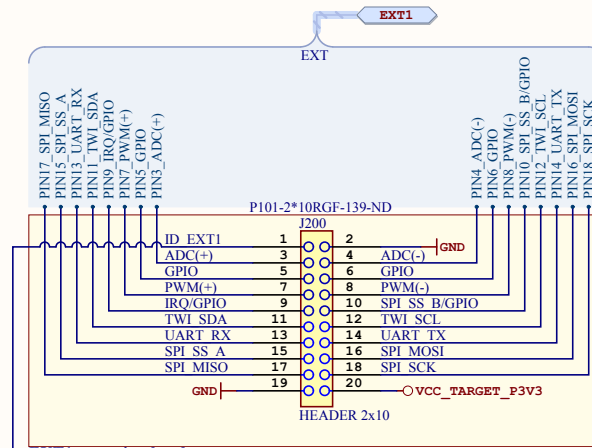 EXT1
EXT
PIN17_SPI_MISO
PIN15_SPI_SS_A
PIN13_UART_RX
PIN11_TWI_SDA
PIN9_IRQ/GPIO
PIN7_PWM(+)
PIN5_GPIO
PIN3_ADC(+)
PIN4_ADC(-)
PIN6_GPIO
PIN8_PWM(-)
PIN10_SPI_SS_B/GPIO
PIN12_TWI_SCL
PIN14_UART_TX
PIN16_SPI_MOSI
PIN18_SPI_SCK
P101-2*10RGF-139-ND
J200
ID_EXT1 1 2 GND
ADC(+) 3 4 ADC(-)
GPIO 5 6 GPIO
PWM(+) 7 8 PWM(-)
IRQ/GPIO 9 10 SPI_SS_B/GPIO
TWI_SDA 11 12 TWI_SCL
UART_RX 13 14 UART_TX
SPI_SS_A 15 16 SPI_MOSI
SPI_MISO 17 18 SPI_SCK
GND 19 20 VCC_TARGET_P3V3
HEADER 2x10